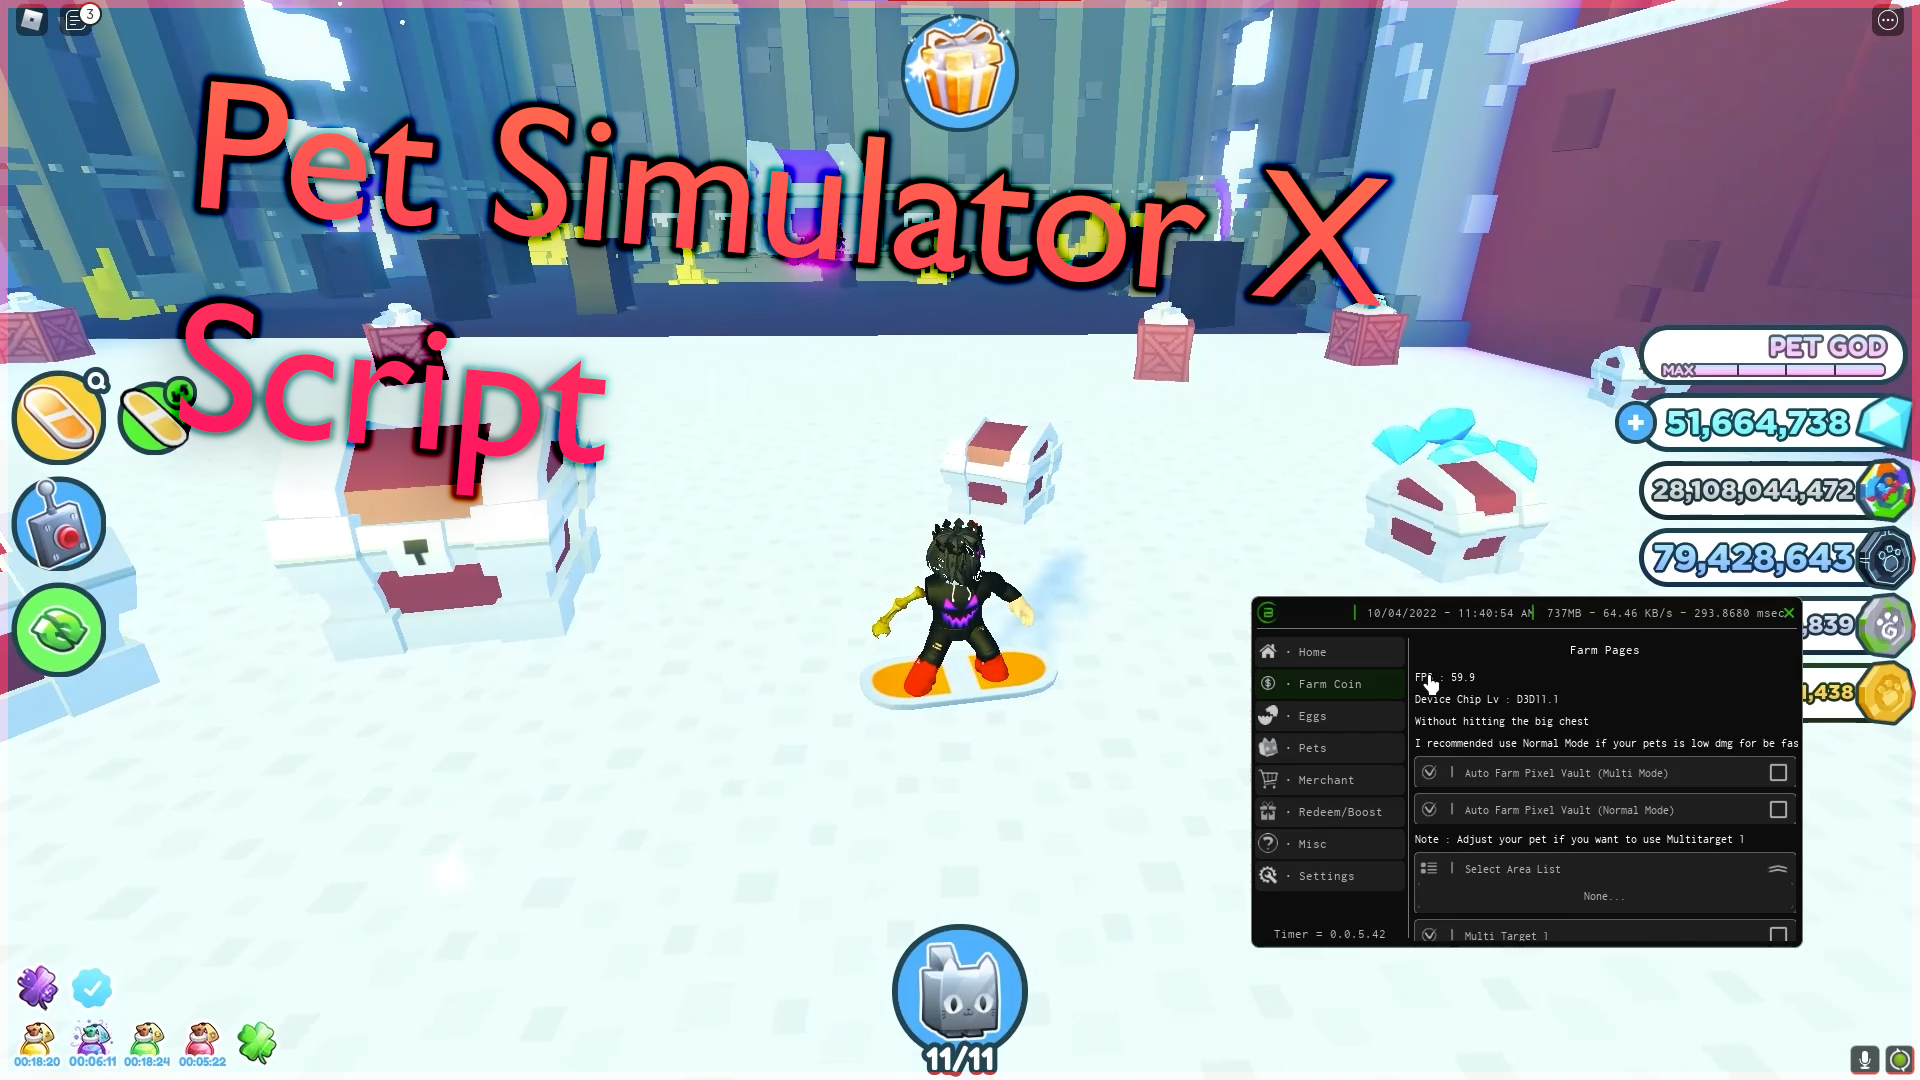 3
Pet Simulator X
Script
PET GOD
MAX
51,664,738
28,108,044,472
79,428,643
,839
1,438
10/04/2022 - 11:40:54 AM
737MB - 64.46 KB/s - 293.8680 msec
X
Farm Pages
· Home
· Farm Coin
· Eggs
· Pets
· Merchant
· Redeem/Boost
· Misc
· Settings
Timer = 0.0.5.42
FPS : 59.9
Device Chip Lv : D3D11.1
Without hitting the big chest
I recommended use Normal Mode if your pets is low dmg for be fas
Auto Farm Pixel Vault (Multi Mode)
Auto Farm Pixel Vault (Normal Mode)
Note : Adjust your pet if you want to use Multitarget 1
Select Area List
None...
Multi Target 1
Q
00:18:20
00:06:11
00:18:24
00:05:22
11/11